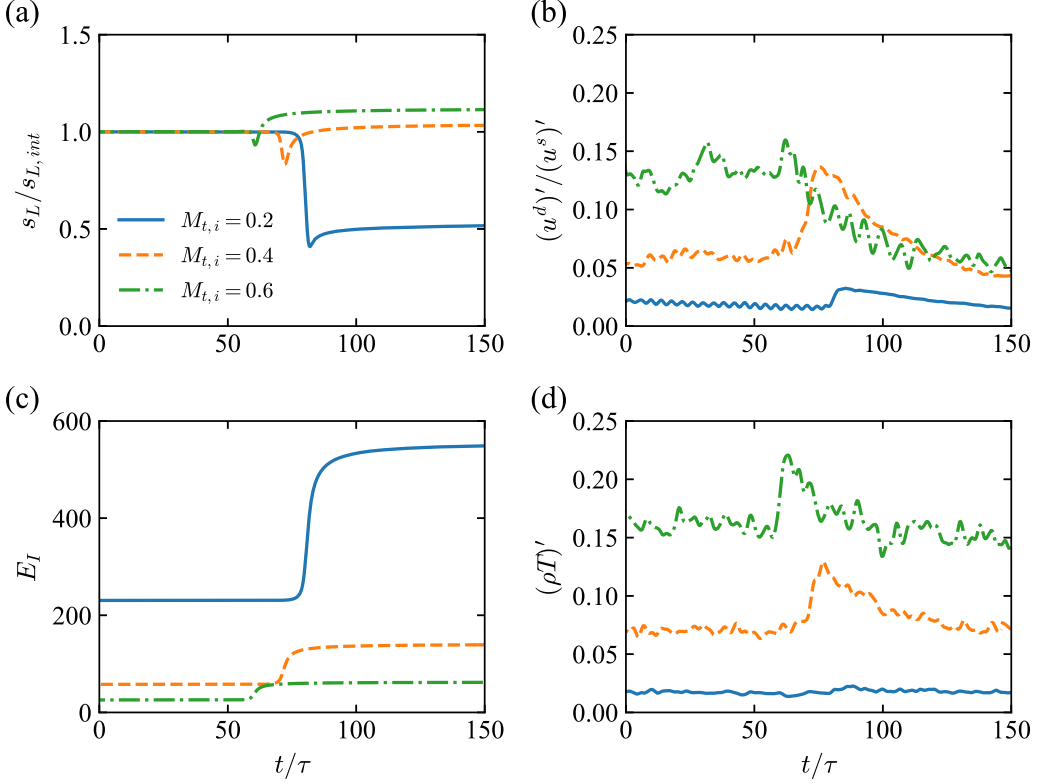 (a)
1.5
1.0
0.5
0.0
s_L/s_{L,int}
M_{t,i} = 0.2
M_{t,i} = 0.4
M_{t,i} = 0.6
0 50 100 150
(b)
0.25
0.20
0.15
0.10
0.05
0.00
(u^d)′/(u^s)′
0 50 100 150
(c)
600
400
200
0
E_I
0 50 100 150
t/τ
(d)
0.25
0.20
0.15
0.10
0.05
0.00
(ρT)′
0 50 100 150
t/τ